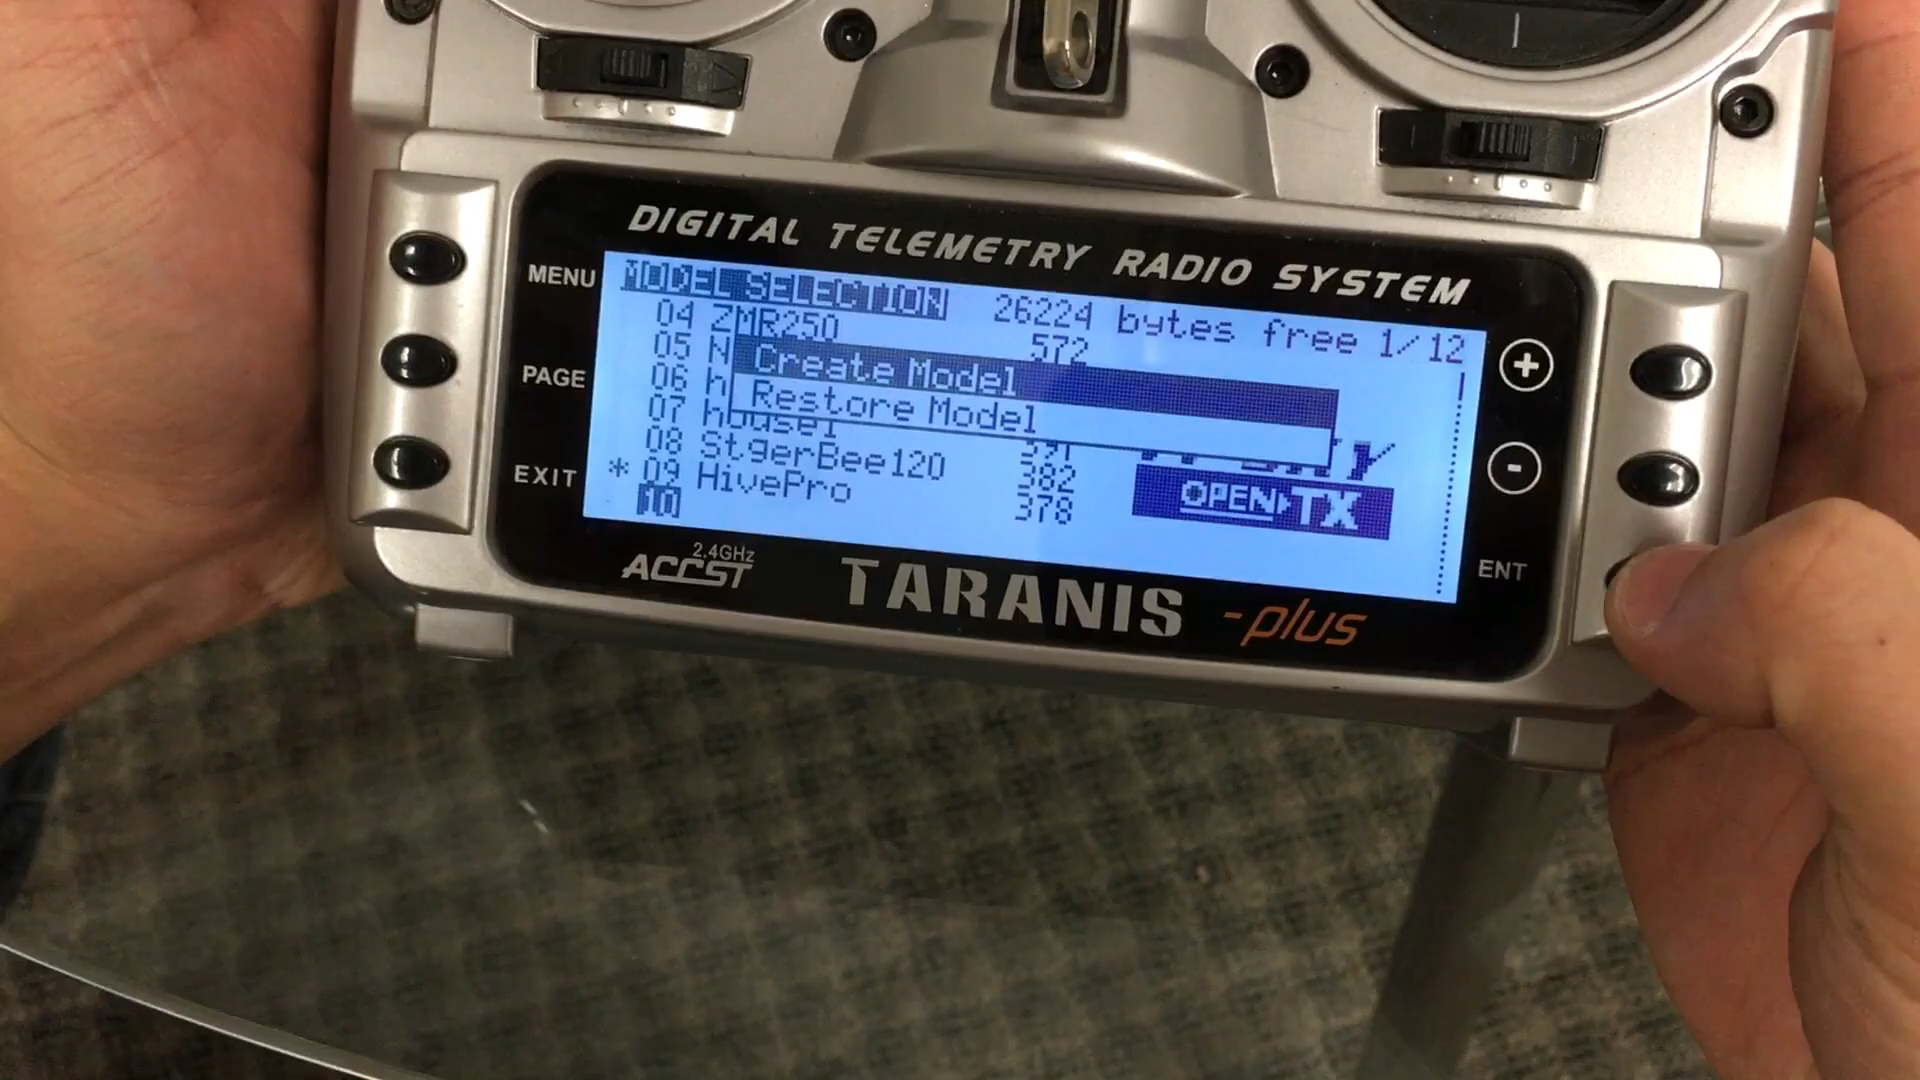 DIGITAL TELEMETRY RADIO SYSTEM
MENU
PAGE
EXIT
MODEL SELECTION 26224 bytes free 1/12
04 ZMR250 572
05 N
Create Model
06 h
Restore Model
07 house1 391
08 StgerBee120 382
* 09 HivePro 378
10
OPEN TX
+
-
ENT
2.4GHz
ACCST
TARANIS -plus